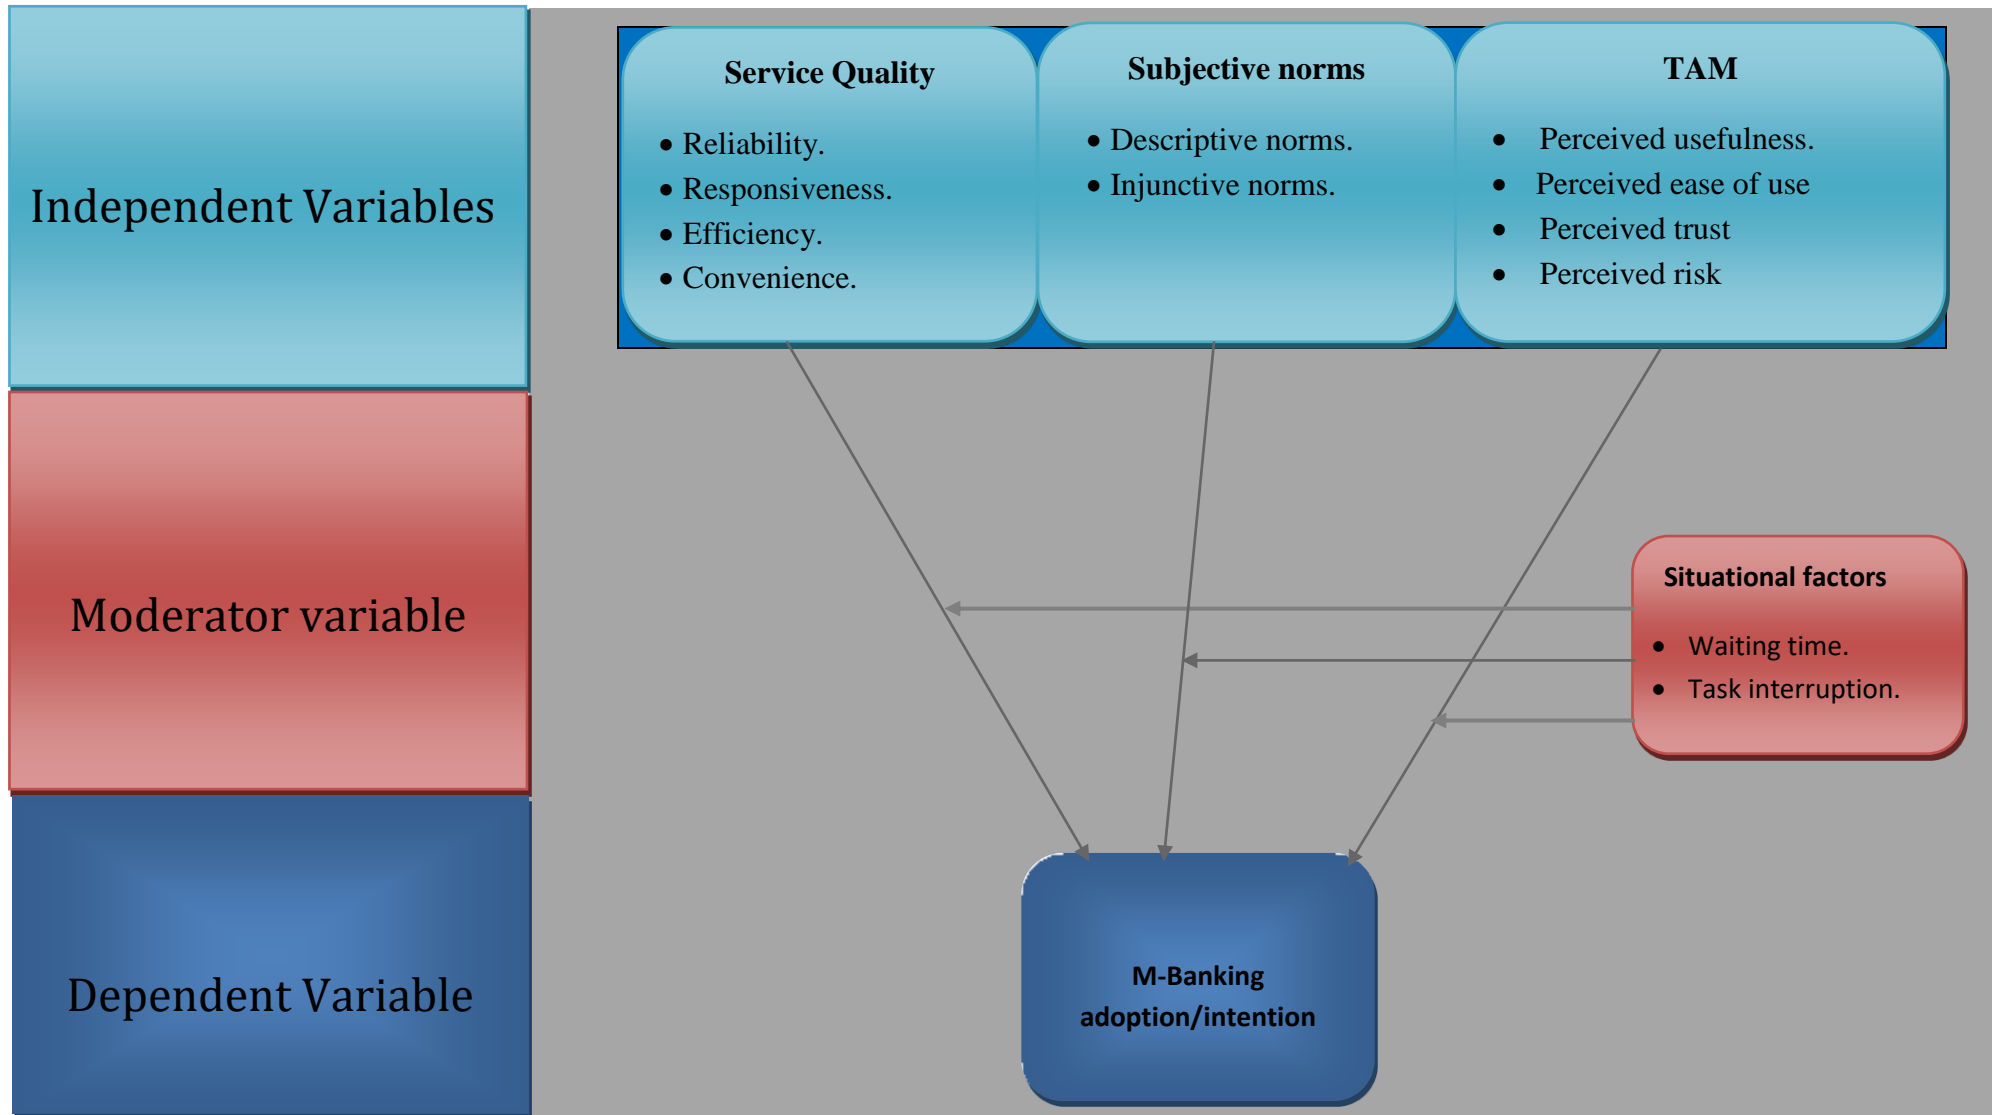 Independent Variables
Service Quality
• Reliability.
• Responsiveness.
• Efficiency.
• Convenience.
Subjective norms
• Descriptive norms.
• Injunctive norms.
TAM
• Perceived usefulness.
• Perceived ease of use
• Perceived trust
• Perceived risk
Moderator variable
Situational factors
• Waiting time.
• Task interruption.
Dependent Variable
M-Banking
adoption/intention